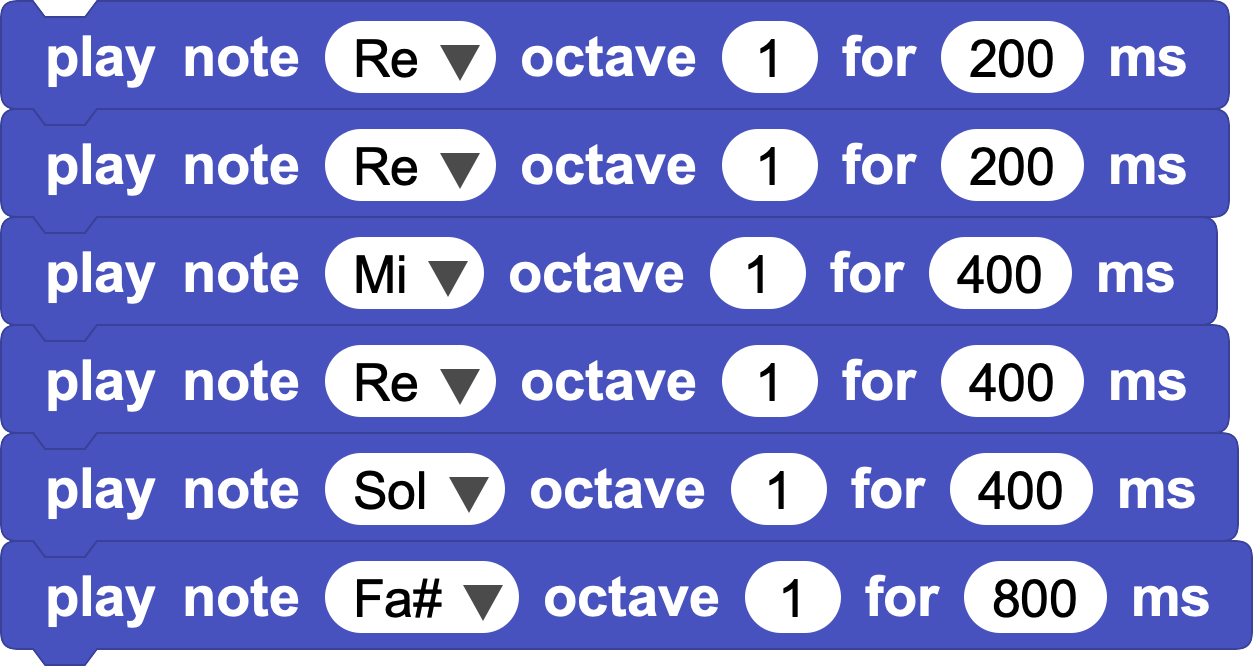 play note Re octave 1 for 200 ms
play note Re octave 1 for 200 ms
play note Mi octave 1 for 400 ms
play note Re octave 1 for 400 ms
play note Sol octave 1 for 400 ms
play note Fa# octave 1 for 800 ms